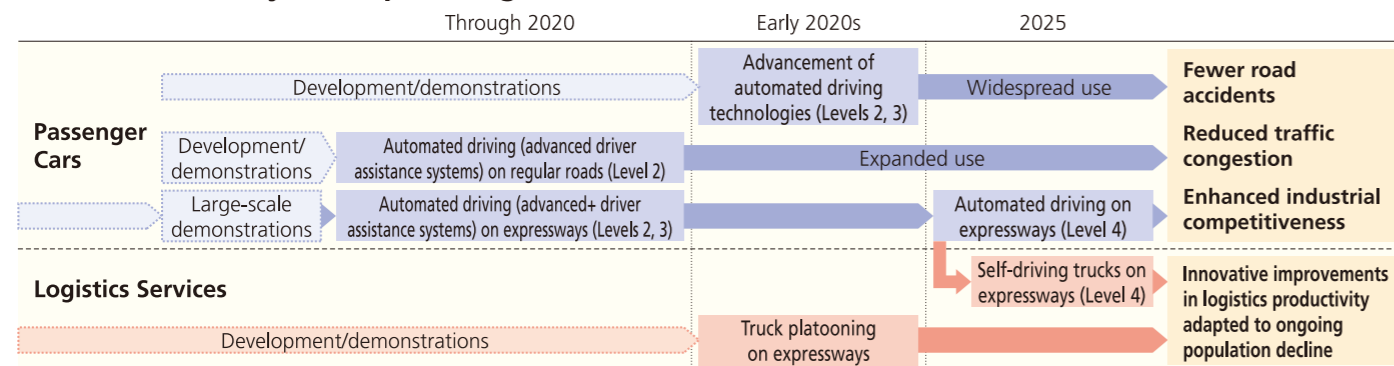 Through 2020
Early 2020s
2025
Passenger
Cars
Development/demonstrations
Advancement of
automated driving
technologies (Levels 2, 3)
Widespread use
Development/
demonstrations
Automated driving (advanced driver
assistance systems) on regular roads (Level 2)
Expanded use
Large-scale
demonstrations
Automated driving (advanced+ driver
assistance systems) on expressways (Levels 2, 3)
Automated driving on
expressways (Level 4)
Fewer road
accidents
Reduced traffic
congestion
Enhanced industrial
competitiveness
Logistics Services
Self-driving trucks on
expressways (Level 4)
Development/demonstrations
Truck platooning
on expressways
Innovative improvements
in logistics productivity
adapted to ongoing
population decline